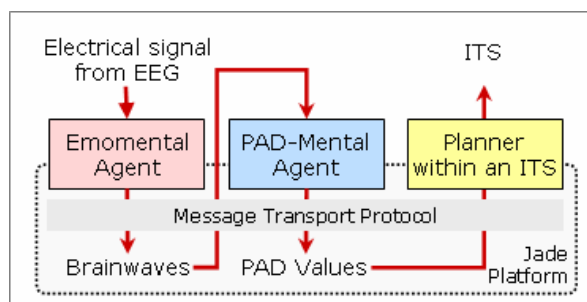 Electrical signal
from EEG
ITS
Emomental
Agent
PAD-Mental
Agent
Planner
within an ITS
Message Transport Protocol
Brainwaves
PAD Values
Jade
Platform